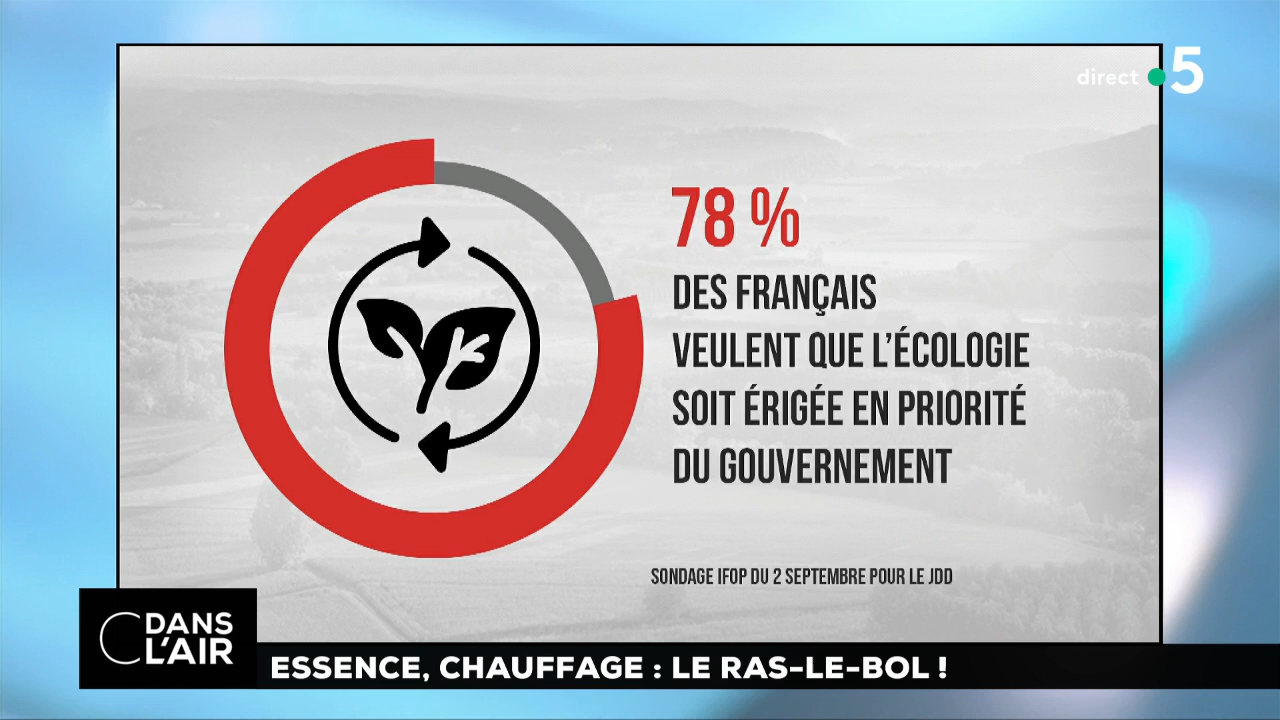 direct 5
78 %
DES FRANÇAIS
VEULENT QUE L'ÉCOLOGIE
SOIT ÉRIGÉE EN PRIORITÉ
DU GOUVERNEMENT
SONDAGE IFOP DU 2 SEPTEMBRE POUR LE JDD
C DANS
L'AIR
ESSENCE, CHAUFFAGE : LE RAS-LE-BOL !